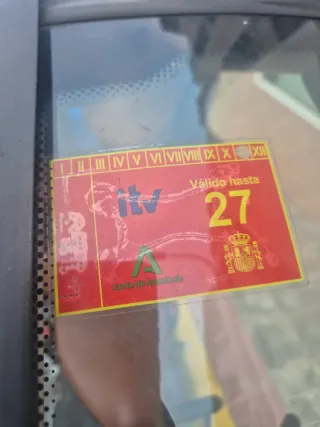 I II III IV V VI VII VIII IX X XII
itv
Válido hasta
27
Junta de Andalucía